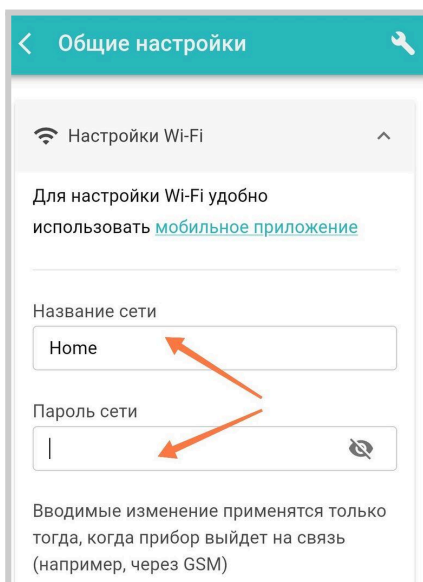 Общие настройки
Настройки Wi-Fi
Для настройки Wi-Fi удобно
использовать мобильное приложение
Название сети
Home
Пароль сети
Вводимые изменение применятся только
тогда, когда прибор выйдет на связь
(например, через GSM)